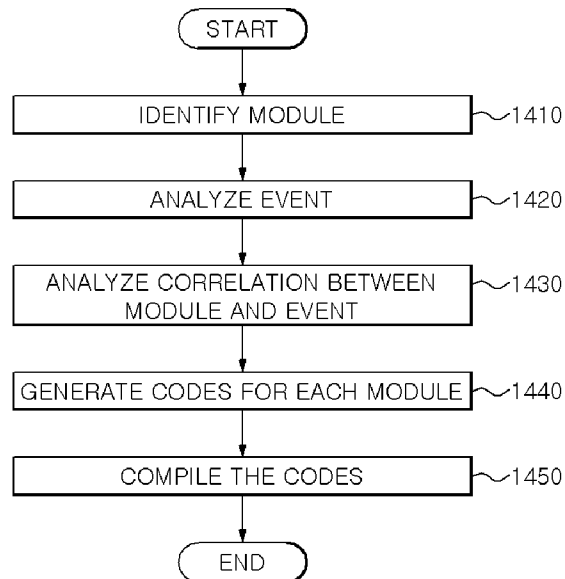 START
IDENTIFY MODULE
1410
ANALYZE EVENT
1420
ANALYZE CORRELATION BETWEEN
MODULE AND EVENT
1430
GENERATE CODES FOR EACH MODULE
1440
COMPILE THE CODES
1450
END